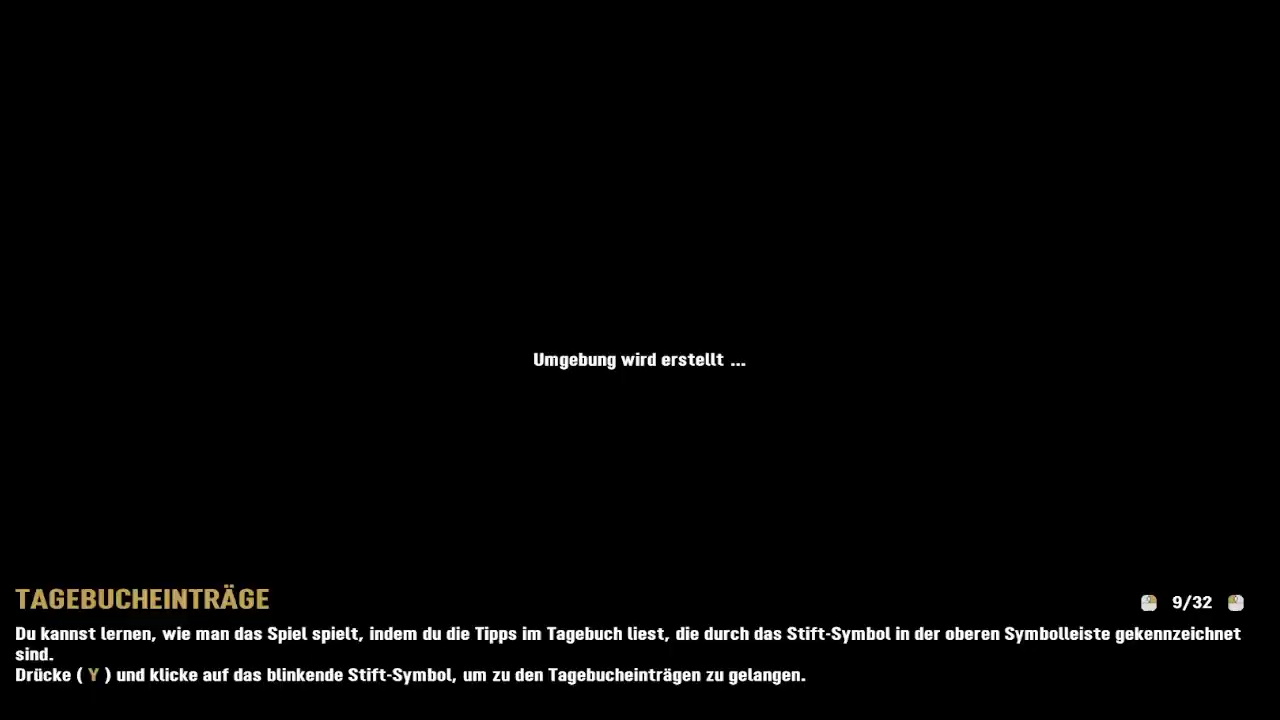 Umgebung wird erstellt ...
TAGEBUCHEINTRÄGE
9/32
Du kannst lernen, wie man das Spiel spielt, indem du die Tipps im Tagebuch liest, die durch das Stift-Symbol in der oberen Symbolleiste gekennzeichnet
sind.
Drücke ( Y ) und klicke auf das blinkende Stift-Symbol, um zu den Tagebucheinträgen zu gelangen.